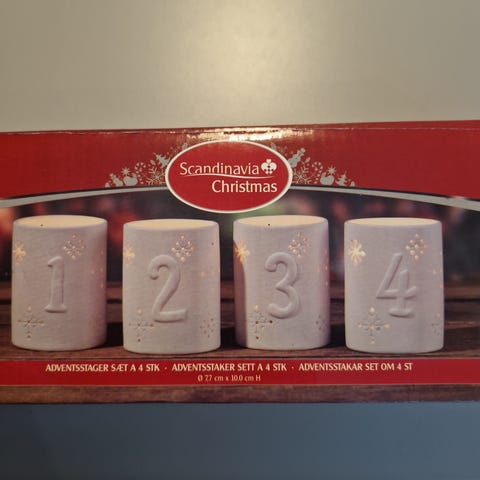 Scandinavia
Christmas
1 2 3 4
ADVENTSSTAGER SÆT A 4 STK · ADVENTSSTAKER SETT A 4 STK · ADVENTSSTAKAR SET OM 4 ST
Ø 7,7 cm x 10.0 cm H